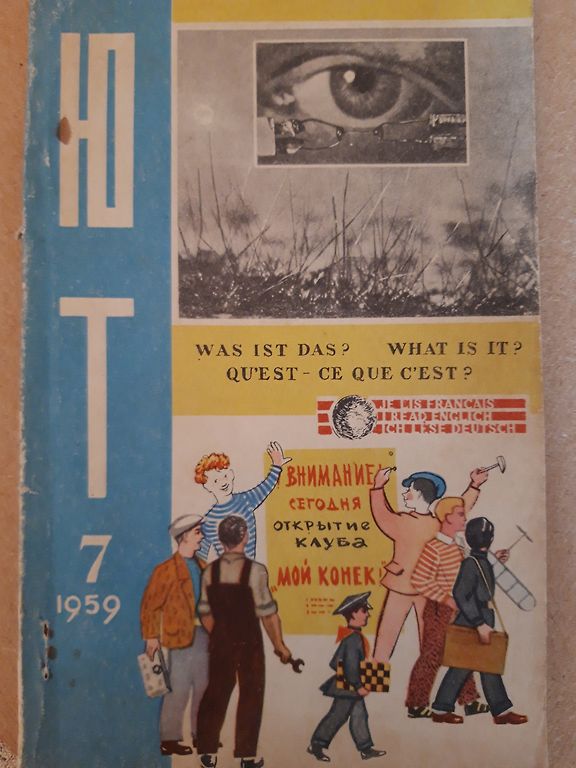 Ю
Т
7
1959
WAS IST DAS? WHAT IS IT?
QU'EST-CE QUE C'EST?
JE LIS FRANCAIS
I READ ENGLICH
ICH LESE DEUTSCH
ВНИМАНИЕ!
СЕГОДНЯ
ОТКРЫТИЕ
КЛУБА
"МОЙ КОНЕК!"